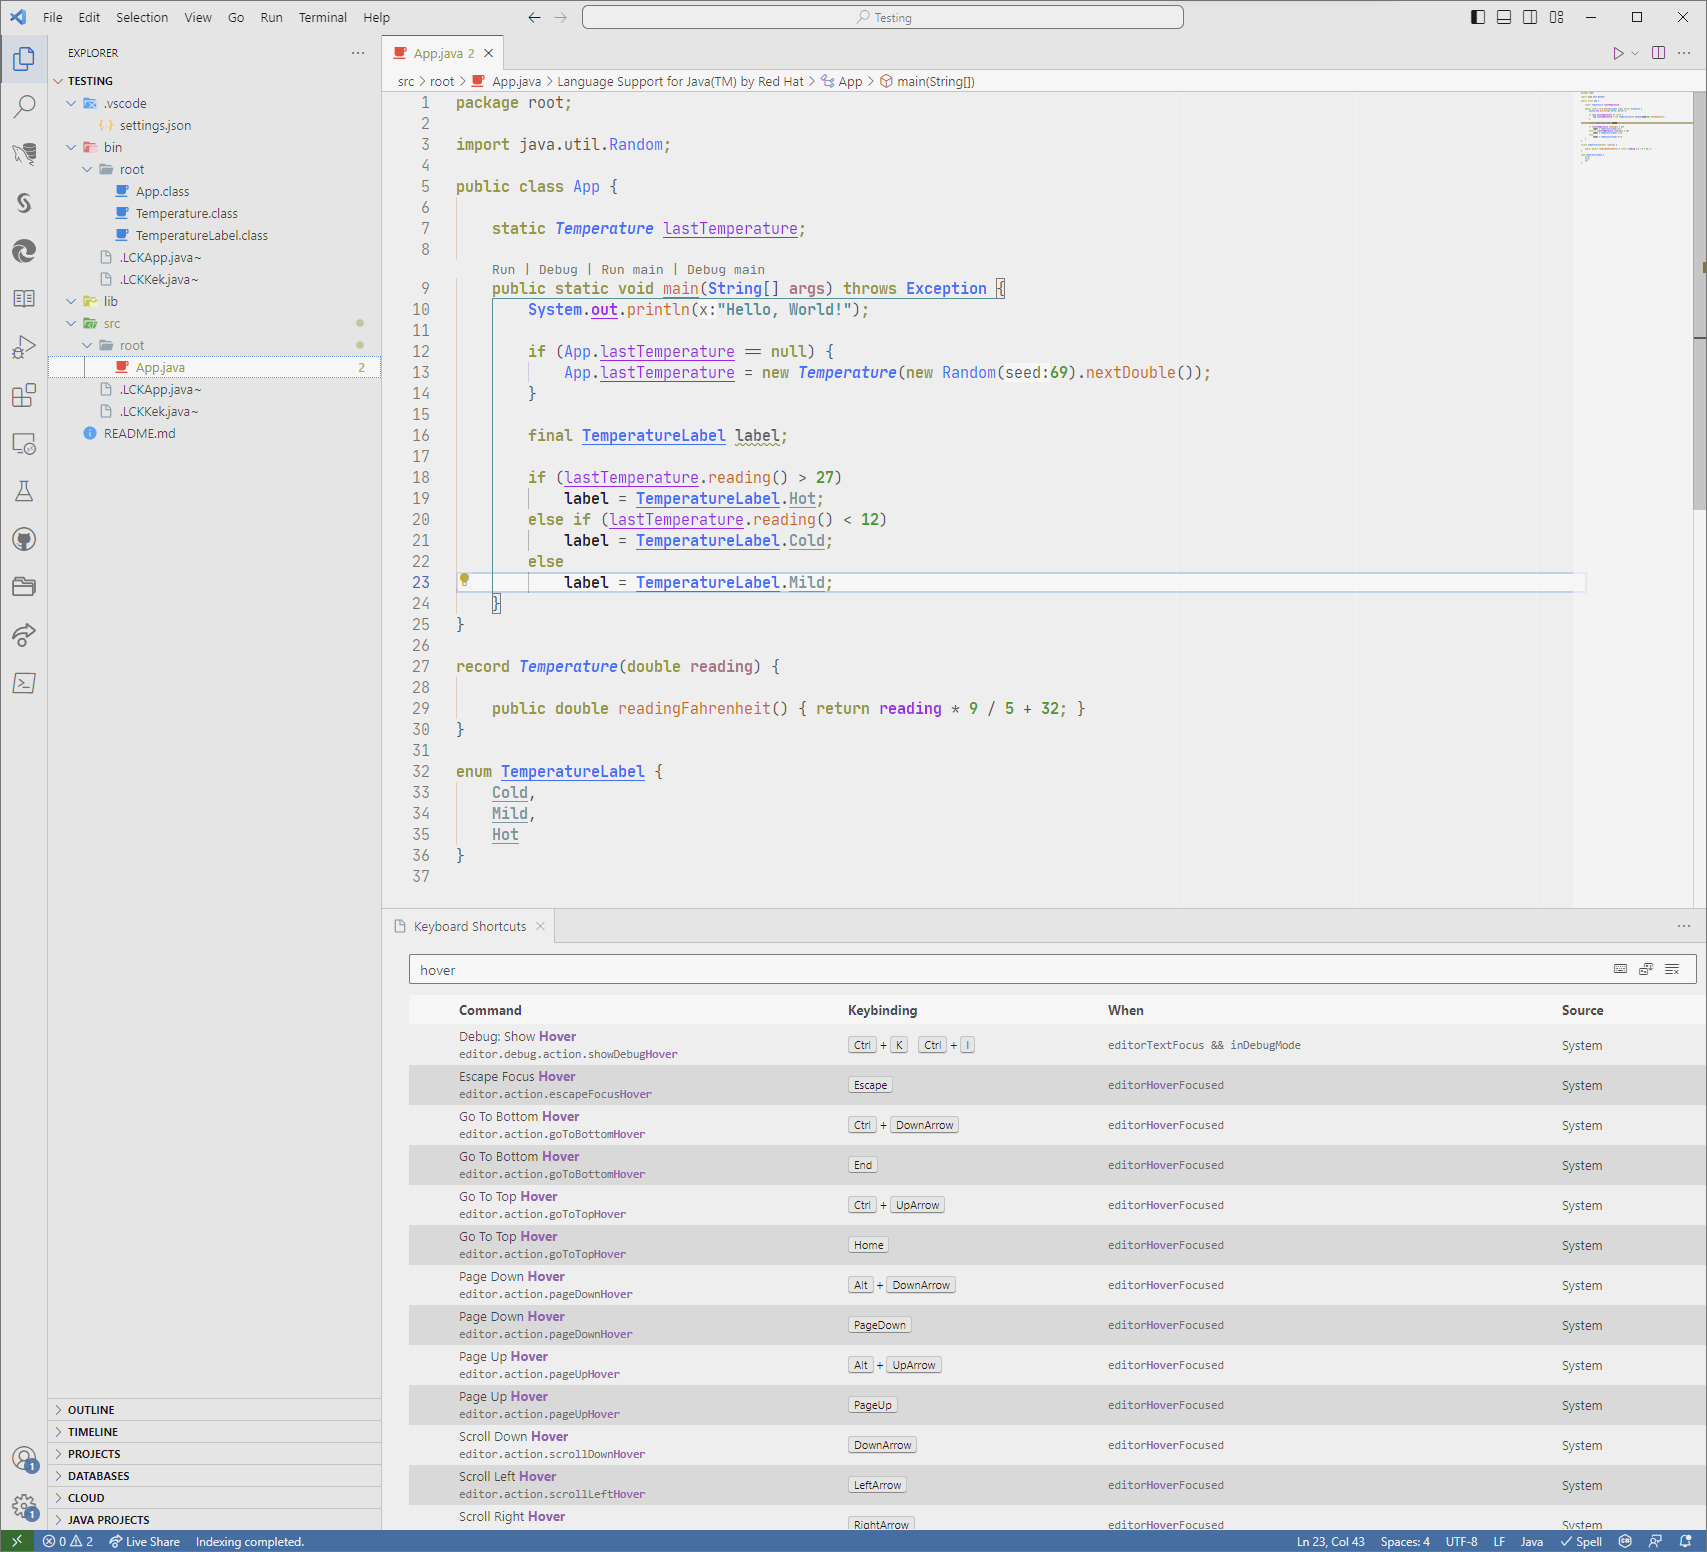 File Edit Selection View Go Run Terminal Help
Testing
EXPLORER
TESTING
.vscode
settings.json
bin
root
App.class
Temperature.class
TemperatureLabel.class
.LCKApp.java~
.LCKKek.java~
lib
src
root
App.java 2
.LCKApp.java~
.LCKKek.java~
README.md
OUTLINE
TIMELINE
PROJECTS
DATABASES
CLOUD
JAVA PROJECTS
1
1
App.java 2
src > root > App.java > Language Support for Java(TM) by Red Hat > App > main(String[])
1 package root;
2
3 import java.util.Random;
4
5 public class App {
6
7 static Temperature lastTemperature;
8
Run | Debug | Run main | Debug main
9 public static void main(String[] args) throws Exception {
10 System.out.println(x:"Hello, World!");
11
12 if (App.lastTemperature == null) {
13 App.lastTemperature = new Temperature(new Random(seed:69).nextDouble());
14 }
15
16 final TemperatureLabel label;
17
18 if (lastTemperature.reading() > 27)
19 label = TemperatureLabel.Hot;
20 else if (lastTemperature.reading() < 12)
21 label = TemperatureLabel.Cold;
22 else
23 label = TemperatureLabel.Mild;
24 }
25 }
26
27 record Temperature(double reading) {
28
29 public double readingFahrenheit() { return reading * 9 / 5 + 32; }
30 }
31
32 enum TemperatureLabel {
33 Cold,
34 Mild,
35 Hot
36 }
37
Keyboard Shortcuts
hover
Command Keybinding When Source
Debug: Show Hover
editor.debug.action.showDebugHover
Ctrl + K Ctrl + I editorTextFocus && inDebugMode System
Escape Focus Hover
editor.action.escapeFocusHover
Escape editorHoverFocused System
Go To Bottom Hover
editor.action.goToBottomHover
Ctrl + DownArrow editorHoverFocused System
Go To Bottom Hover
editor.action.goToBottomHover
End editorHoverFocused System
Go To Top Hover
editor.action.goToTopHover
Ctrl + UpArrow editorHoverFocused System
Go To Top Hover
editor.action.goToTopHover
Home editorHoverFocused System
Page Down Hover
editor.action.pageDownHover
Alt + DownArrow editorHoverFocused System
Page Down Hover
editor.action.pageDownHover
PageDown editorHoverFocused System
Page Up Hover
editor.action.pageUpHover
Alt + UpArrow editorHoverFocused System
Page Up Hover
editor.action.pageUpHover
PageUp editorHoverFocused System
Scroll Down Hover
editor.action.scrollDownHover
DownArrow editorHoverFocused System
Scroll Left Hover
editor.action.scrollLeftHover
LeftArrow editorHoverFocused System
Scroll Right Hover
RightArrow editorHoverFocused System
0 2 Live Share Indexing completed. Ln 23, Col 43 Spaces: 4 UTF-8 LF Java Spell